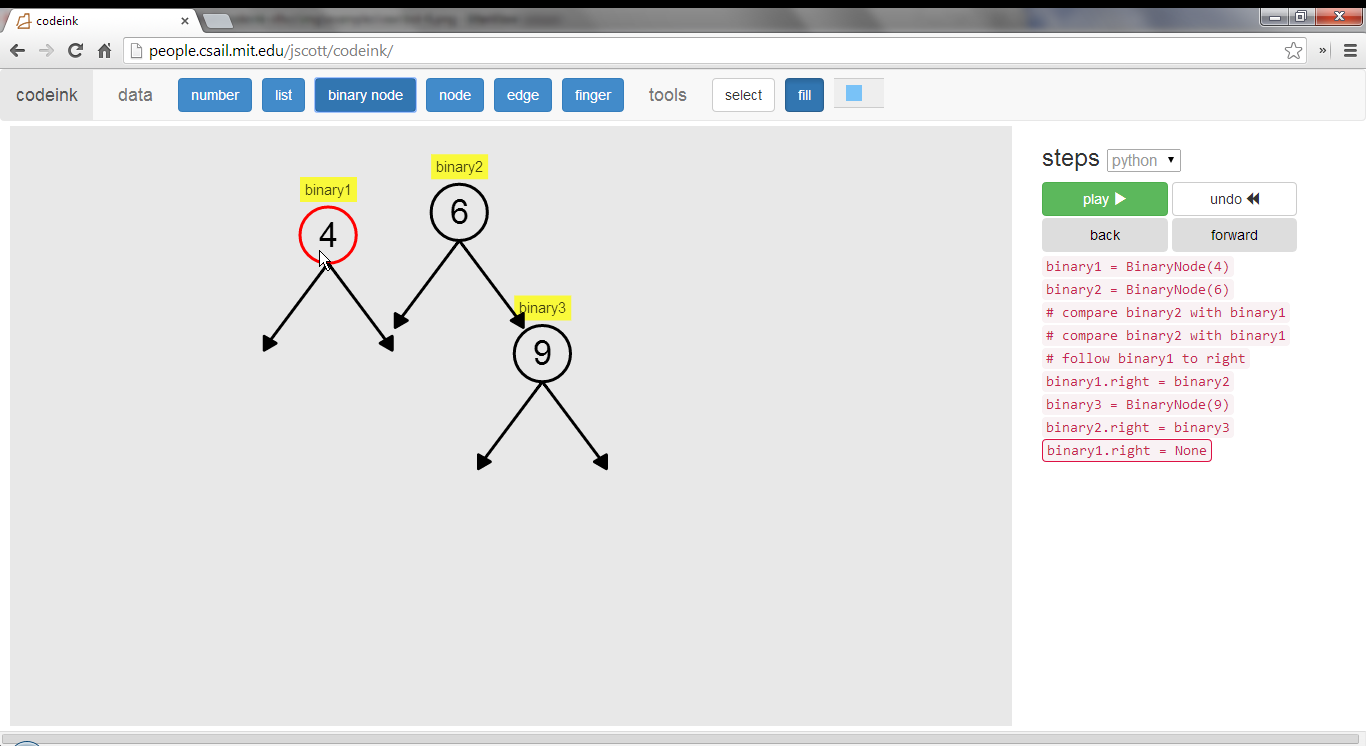 codeink
people.csail.mit.edu/jscott/codeink/
codeink data number list binary node node edge finger tools select fill
binary2
binary1
6
4
binary3
9
steps python
play undo
back forward
binary1 = BinaryNode(4)
binary2 = BinaryNode(6)
# compare binary2 with binary1
# compare binary2 with binary1
# follow binary1 to right
binary1.right = binary2
binary3 = BinaryNode(9)
binary2.right = binary3
binary1.right = None